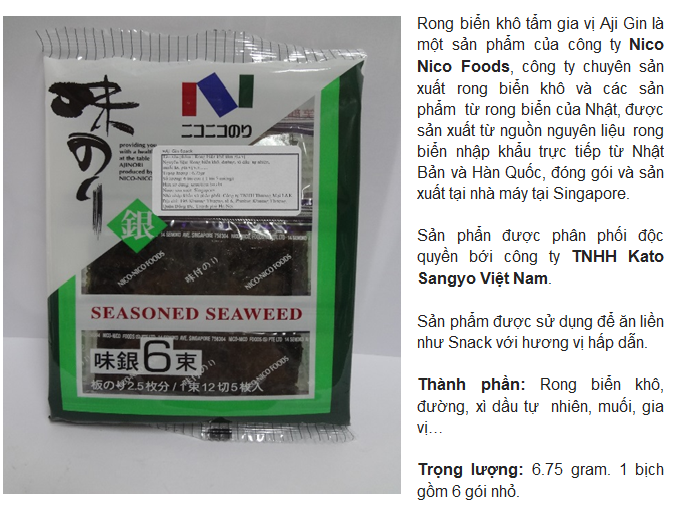 味のり
ニコニコのり
providing you
with a health
at the table
AJINORI
produced by
NICO-NICO
銀
NICO-NICO FOODS
味付のり
SEASONED SEAWEED
味銀6束
板のり2.5枚分/1束12切5枚入
Rong biển khô tẩm gia vị Aji Gin là
một sản phẩm của công ty Nico
Nico Foods, công ty chuyên sản
xuất rong biển khô và các sản
phẩm từ rong biển của Nhật, được
sản xuất từ nguồn nguyên liệu rong
biển nhập khẩu trực tiếp từ Nhật
Bản và Hàn Quốc, đóng gói và sản
xuất tại nhà máy tại Singapore.
Sản phẩn được phân phối độc
quyền bới công ty TNHH Kato
Sangyo Việt Nam.
Sản phẩm được sử dụng để ăn liền
như Snack với hương vị hấp dẫn.
Thành phần: Rong biển khô,
đường, xì dầu tự nhiên, muối, gia
vị…
Trọng lượng: 6.75 gram. 1 bịch
gồm 6 gói nhỏ.